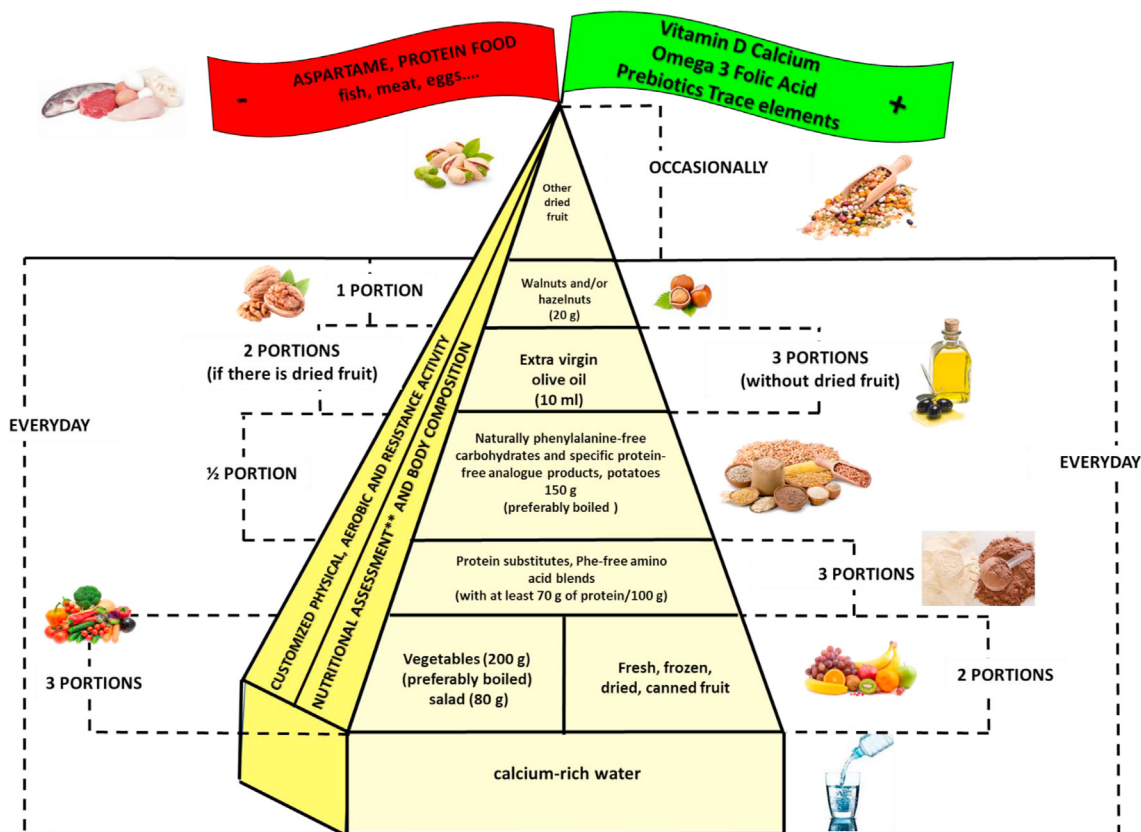 ASPARTAME, PROTEIN FOOD
fish, meat, eggs....
-
Vitamin D Calcium
Omega 3 Folic Acid
Prebiotics Trace elements
+
OCCASIONALLY
Other
dried
fruit
1 PORTION
Walnuts and/or
hazelnuts
(20 g)
2 PORTIONS
(if there is dried fruit)
Extra virgin
olive oil
(10 ml)
3 PORTIONS
(without dried fruit)
EVERYDAY
½ PORTION
Naturally phenylalanine-free
carbohydrates and specific protein-
free analogue products, potatoes
150 g
(preferably boiled )
EVERYDAY
Protein substitutes, Phe-free amino
acid blends
(with at least 70 g of protein/100 g)
3 PORTIONS
CUSTOMIZED PHYSICAL, AEROBIC AND RESISTANCE ACTIVITY
NUTRITIONAL ASSESSMENT** AND BODY COMPOSITION
3 PORTIONS
Vegetables (200 g)
(preferably boiled)
salad (80 g)
Fresh, frozen,
dried, canned fruit
2 PORTIONS
calcium-rich water